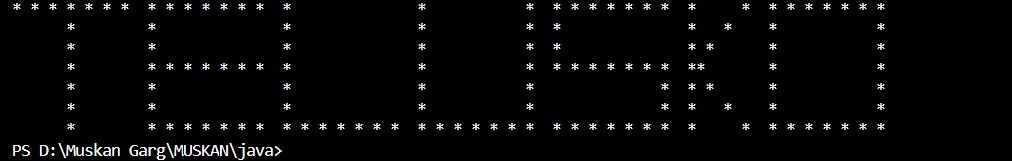 * * * * * * *  * * * * * * *  *              *           *  * * * * * * *  *     *  * * * * * * *
      *        *              *              *           *  *              *   *    *           *
      *        *              *              *           *  *              * *      *           *
      *        * * * * * * *  *              *           *  * * * * * * *  **       *           *
      *        *              *              *           *              *  * *      *           *
      *        *              *              *           *              *  *   *    *           *
      *        * * * * * * *  * * * * * * *  * * * * * * *  * * * * * * *  *     *  * * * * * * *
PS D:\Muskan Garg\MUSKAN\java>